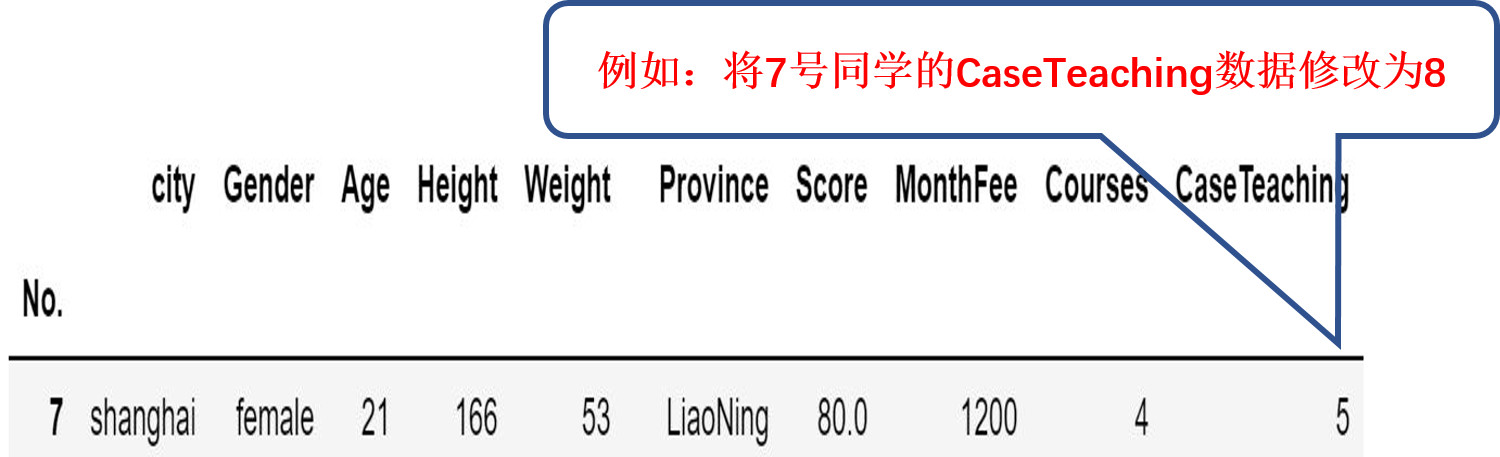 例如：将7号同学的CaseTeaching数据修改为8
city Gender Age Height Weight Province Score MonthFee Courses CaseTeaching
No.
7 shanghai female 21 166 53 LiaoNing 80.0 1200 4 5